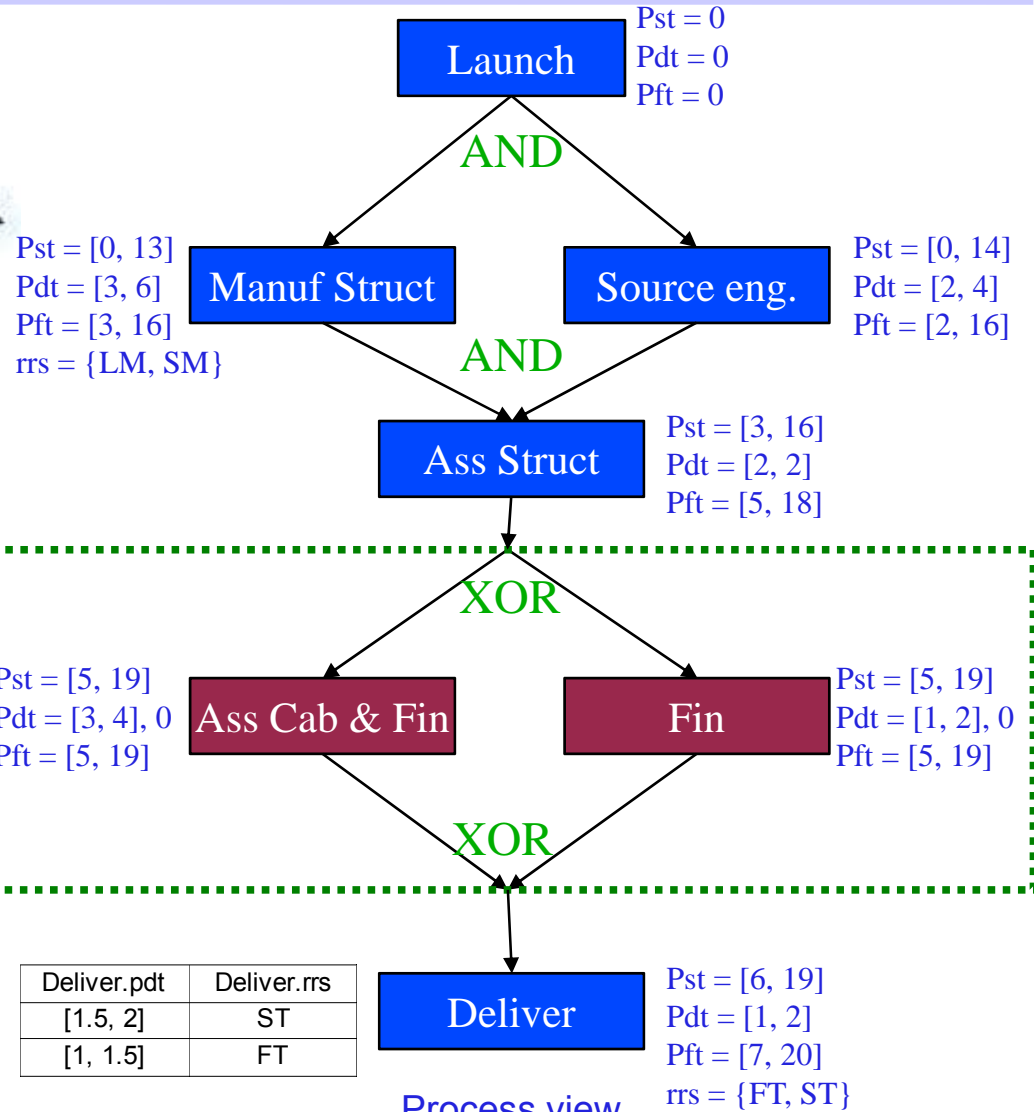 Pst = 0
Launch
Pdt = 0
Pft = 0
AND
Pst = [0, 13]
Pdt = [3, 6]
Pft = [3, 16]
rrs = {LM, SM}
Manuf Struct
Source eng.
Pst = [0, 14]
Pdt = [2, 4]
Pft = [2, 16]
AND
Ass Struct
Pst = [3, 16]
Pdt = [2, 2]
Pft = [5, 18]
XOR
Pst = [5, 19]
Pdt = [3, 4], 0
Pft = [5, 19]
Ass Cab & Fin
Fin
Pst = [5, 19]
Pdt = [1, 2], 0
Pft = [5, 19]
XOR
Deliver.pdt Deliver.rrs
[1.5, 2] ST
[1, 1.5] FT
Deliver
Pst = [6, 19]
Pdt = [1, 2]
Pft = [7, 20]
rrs = {FT, ST}
Process view